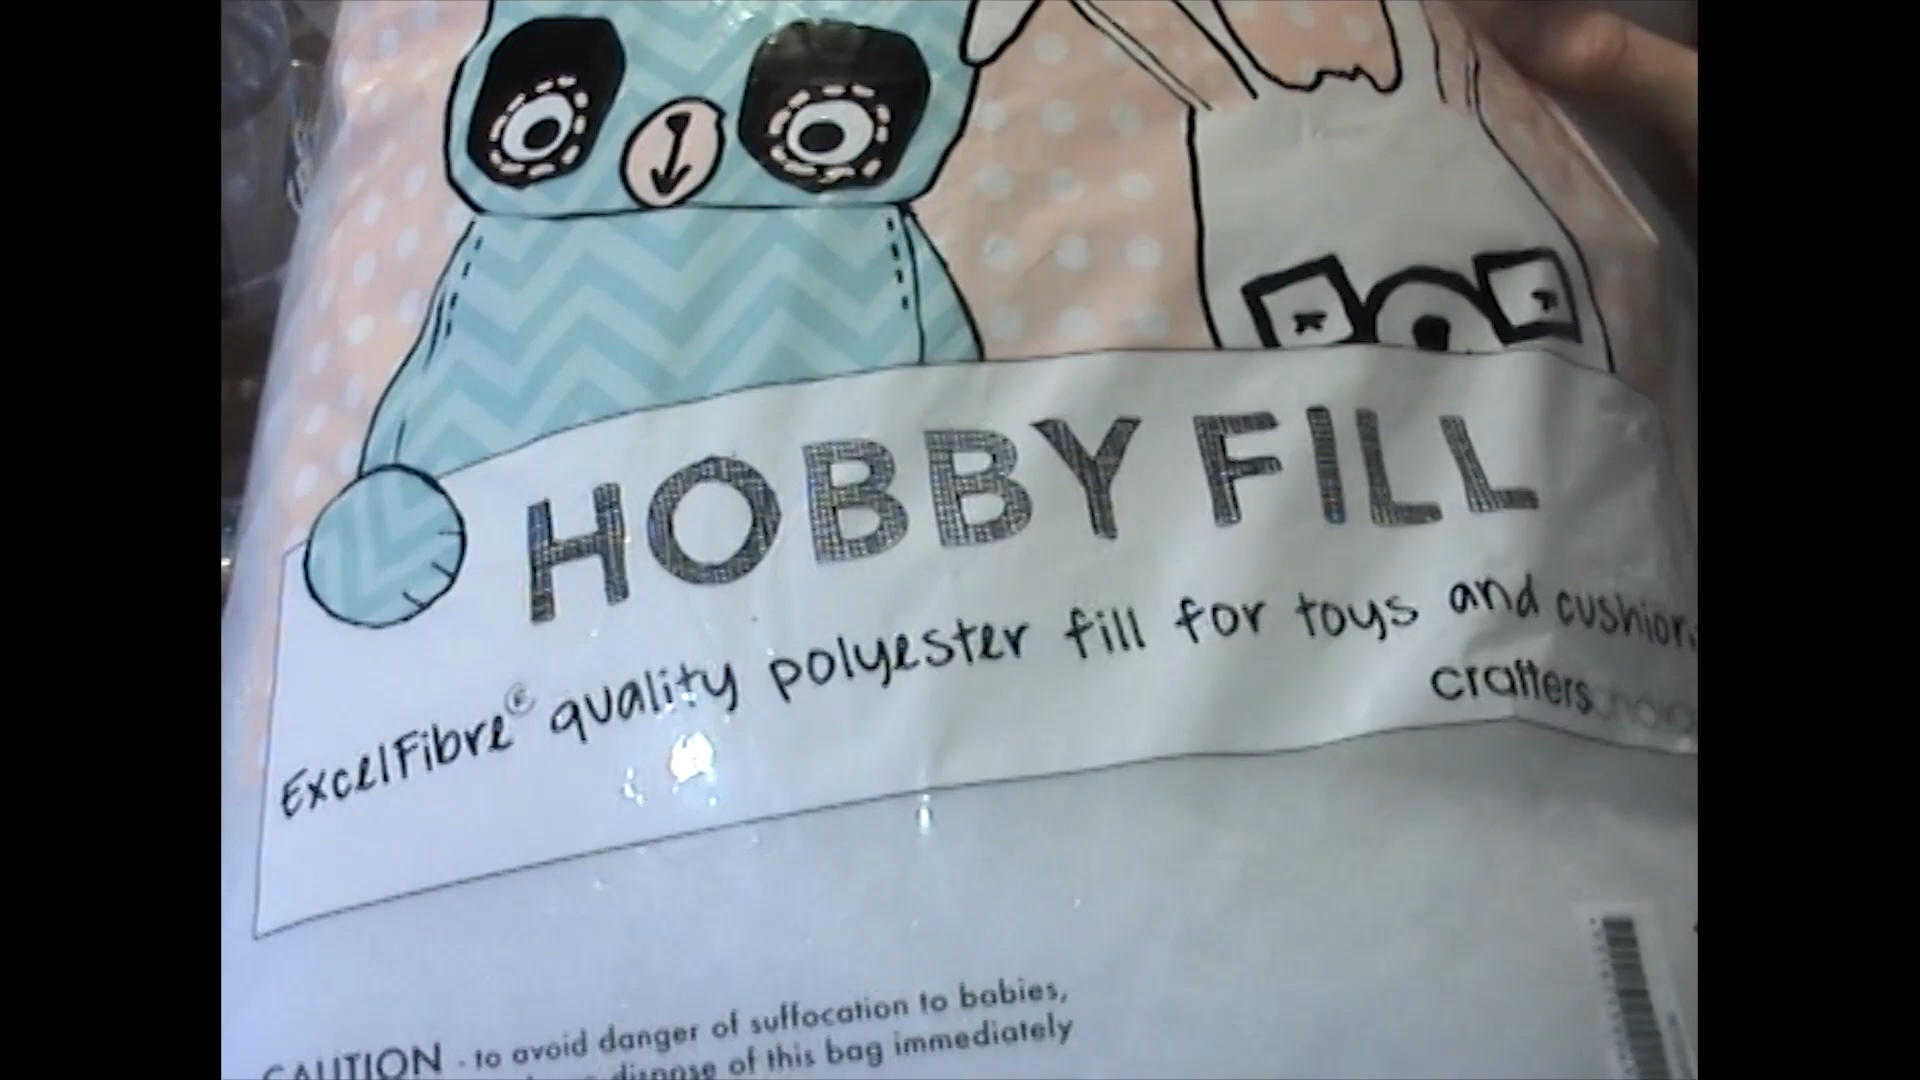 HOBBY FILL
ExcelFibre® quality polyester fill for toys and cushion
crafters
CAUTION - to avoid danger of suffocation to babies,
dispose of this bag immediately